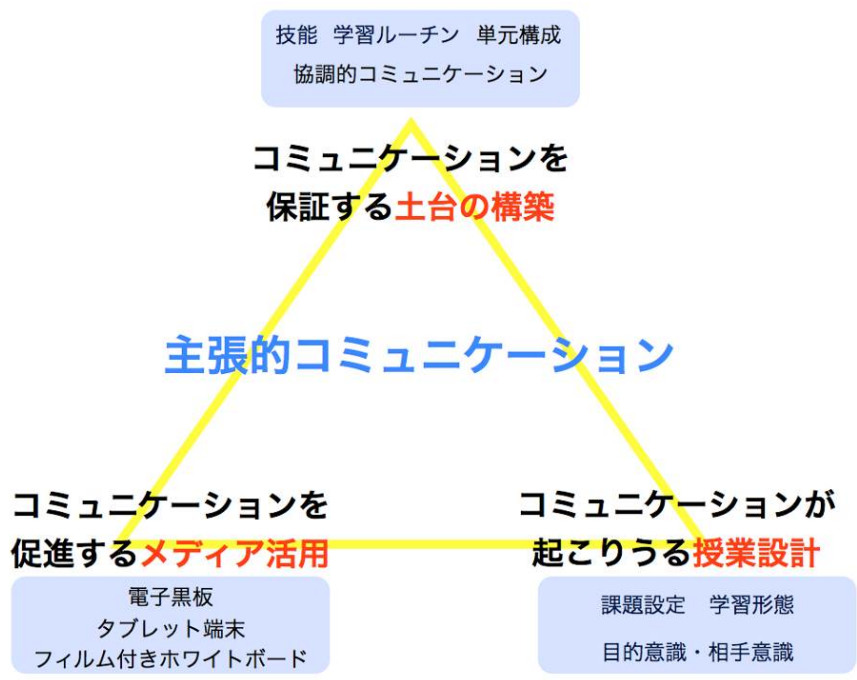 技能 学習ルーチン 単元構成
協調的コミュニケーション
コミュニケーションを
保証する土台の構築
主張的コミュニケーション
コミュニケーションを
促進するメディア活用
電子黒板
タブレット端末
フィルム付きホワイトボード
コミュニケーションが
起こりうる授業設計
課題設定 学習形態
目的意識・相手意識